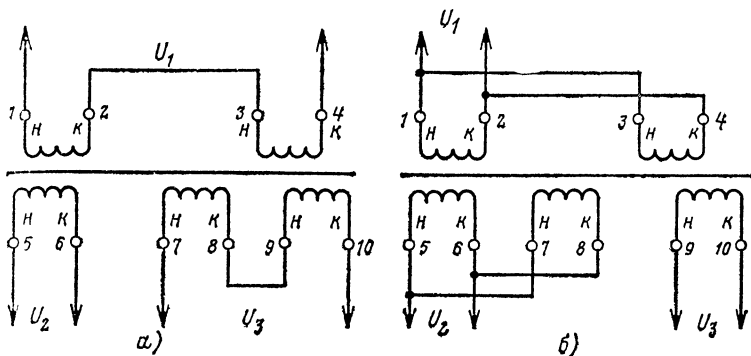 U₁ U₁
1 н к 2 3 н к 4 1 н к 2 3 н к 4
н к н к н к н к н к н к
5 6 7 8 9 10 5 6 7 8 9 10
U₂ U₃ U₂ U₃
а) б)